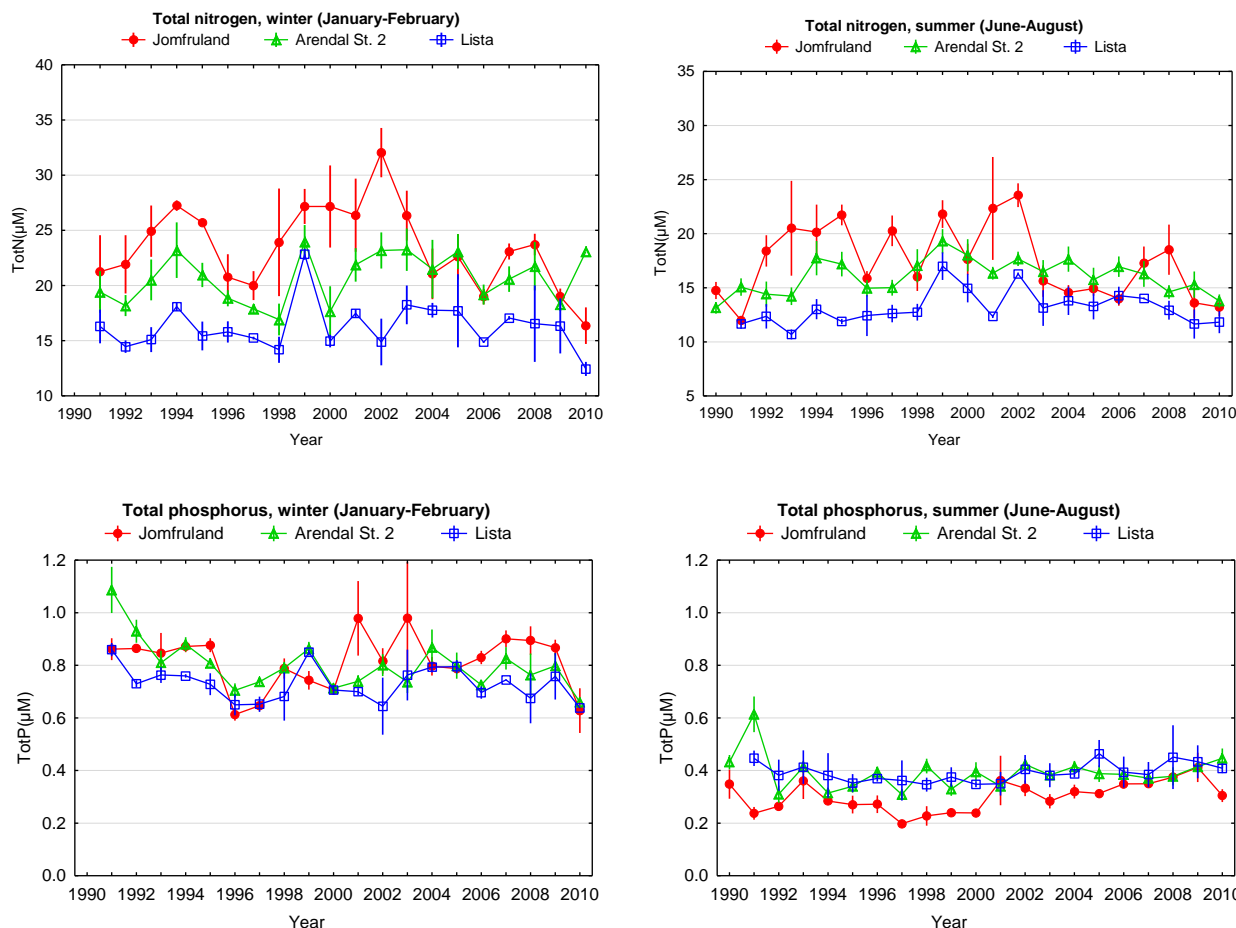 Total nitrogen, winter (January-February)
Jomfruland Arendal St. 2 Lista
40
35
30
25
20
15
10
TotN(µM)
1990 1992 1994 1996 1998 2000 2002 2004 2006 2008 2010
Year
Total nitrogen, summer (June-August)
Jomfruland Arendal St. 2 Lista
35
30
25
20
15
10
5
TotN(µM)
1990 1992 1994 1996 1998 2000 2002 2004 2006 2008 2010
Year
Total phosphorus, winter (January-February)
Jomfruland Arendal St. 2 Lista
1.2
1.0
0.8
0.6
0.4
0.2
0.0
TotP(µM)
1990 1992 1994 1996 1998 2000 2002 2004 2006 2008 2010
Year
Total phosphorus, summer (June-August)
Jomfruland Arendal St. 2 Lista
1.2
1.0
0.8
0.6
0.4
0.2
0.0
TotP(µM)
1990 1992 1994 1996 1998 2000 2002 2004 2006 2008 2010
Year